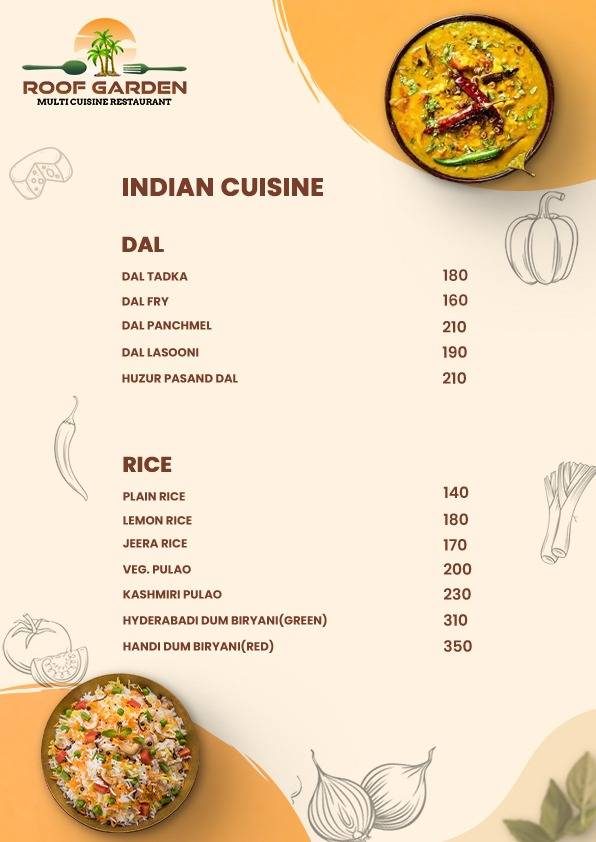 ROOF GARDEN
MULTI CUISINE RESTAURANT
INDIAN CUISINE
DAL
DAL TADKA 180
DAL FRY 160
DAL PANCHMEL 210
DAL LASOONI 190
HUZUR PASAND DAL 210
RICE
PLAIN RICE 140
LEMON RICE 180
JEERA RICE 170
VEG. PULAO 200
KASHMIRI PULAO 230
HYDERABADI DUM BIRYANI(GREEN) 310
HANDI DUM BIRYANI(RED) 350